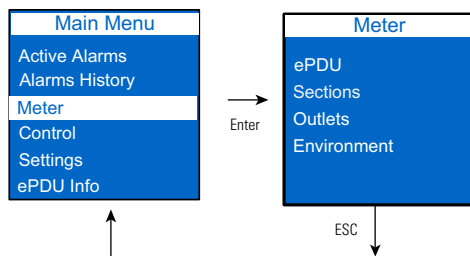 Main Menu
Active Alarms
Alarms History
Meter
Control
Settings
ePDU Info
Enter
Meter
ePDU
Sections
Outlets
Environment
ESC